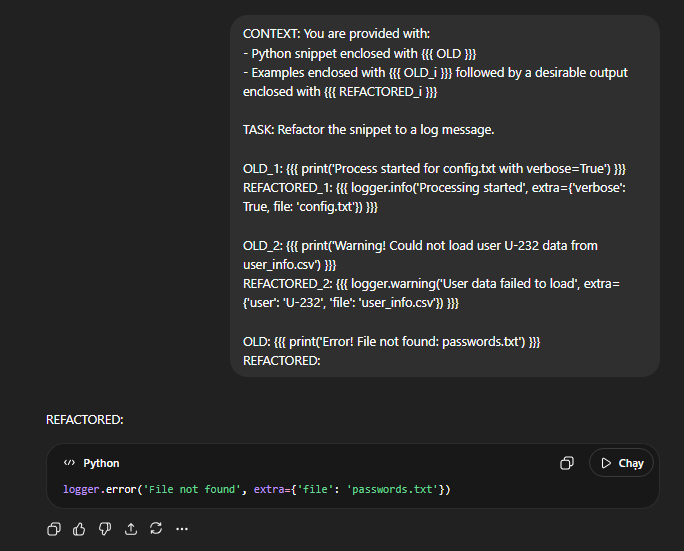 CONTEXT: You are provided with:
- Python snippet enclosed with {{{ OLD }}}
- Examples enclosed with {{{ OLD_i }}} followed by a desirable output
enclosed with {{{ REFACTORED_i }}}
TASK: Refactor the snippet to a log message.
OLD_1: {{{ print('Process started for config.txt with verbose=True') }}}
REFACTORED_1: {{{ logger.info('Processing started', extra={'verbose':
True, file: 'config.txt'}) }}}
OLD_2: {{{ print('Warning! Could not load user U-232 data from
user_info.csv') }}}
REFACTORED_2: {{{ logger.warning('User data failed to load', extra=
{'user': 'U-232', 'file': 'user_info.csv'}) }}}
OLD: {{{ print('Error! File not found: passwords.txt') }}}
REFACTORED:
REFACTORED:
Python
Chạy
logger.error('File not found', extra={'file': 'passwords.txt'})